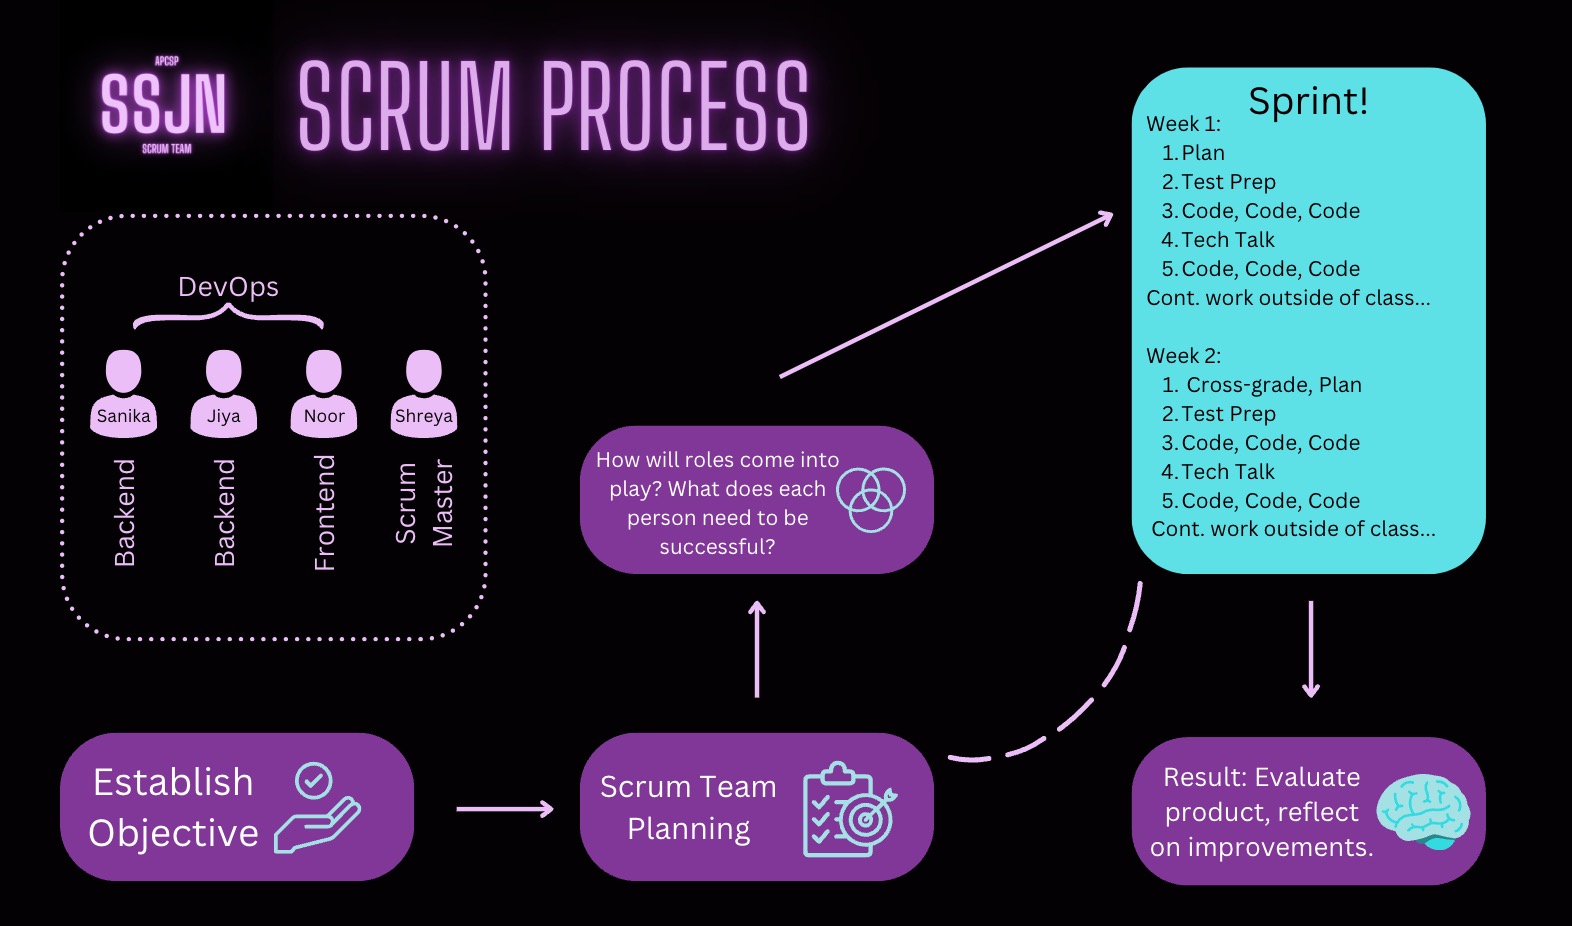 APCSP
SSJN
SCRUM TEAM
SCRUM PROCESS
DevOps
Sanika
Jiya
Noor
Shreya
Backend
Backend
Frontend
Scrum
Master
Establish
Objective
Scrum Team
Planning
How will roles come into
play? What does each
person need to be
successful?
Sprint!
Week 1:
1. Plan
2. Test Prep
3. Code, Code, Code
4. Tech Talk
5. Code, Code, Code
Cont. work outside of class...
Week 2:
1. Cross-grade, Plan
2. Test Prep
3. Code, Code, Code
4. Tech Talk
5. Code, Code, Code
Cont. work outside of class...
Result: Evaluate
product, reflect
on improvements.